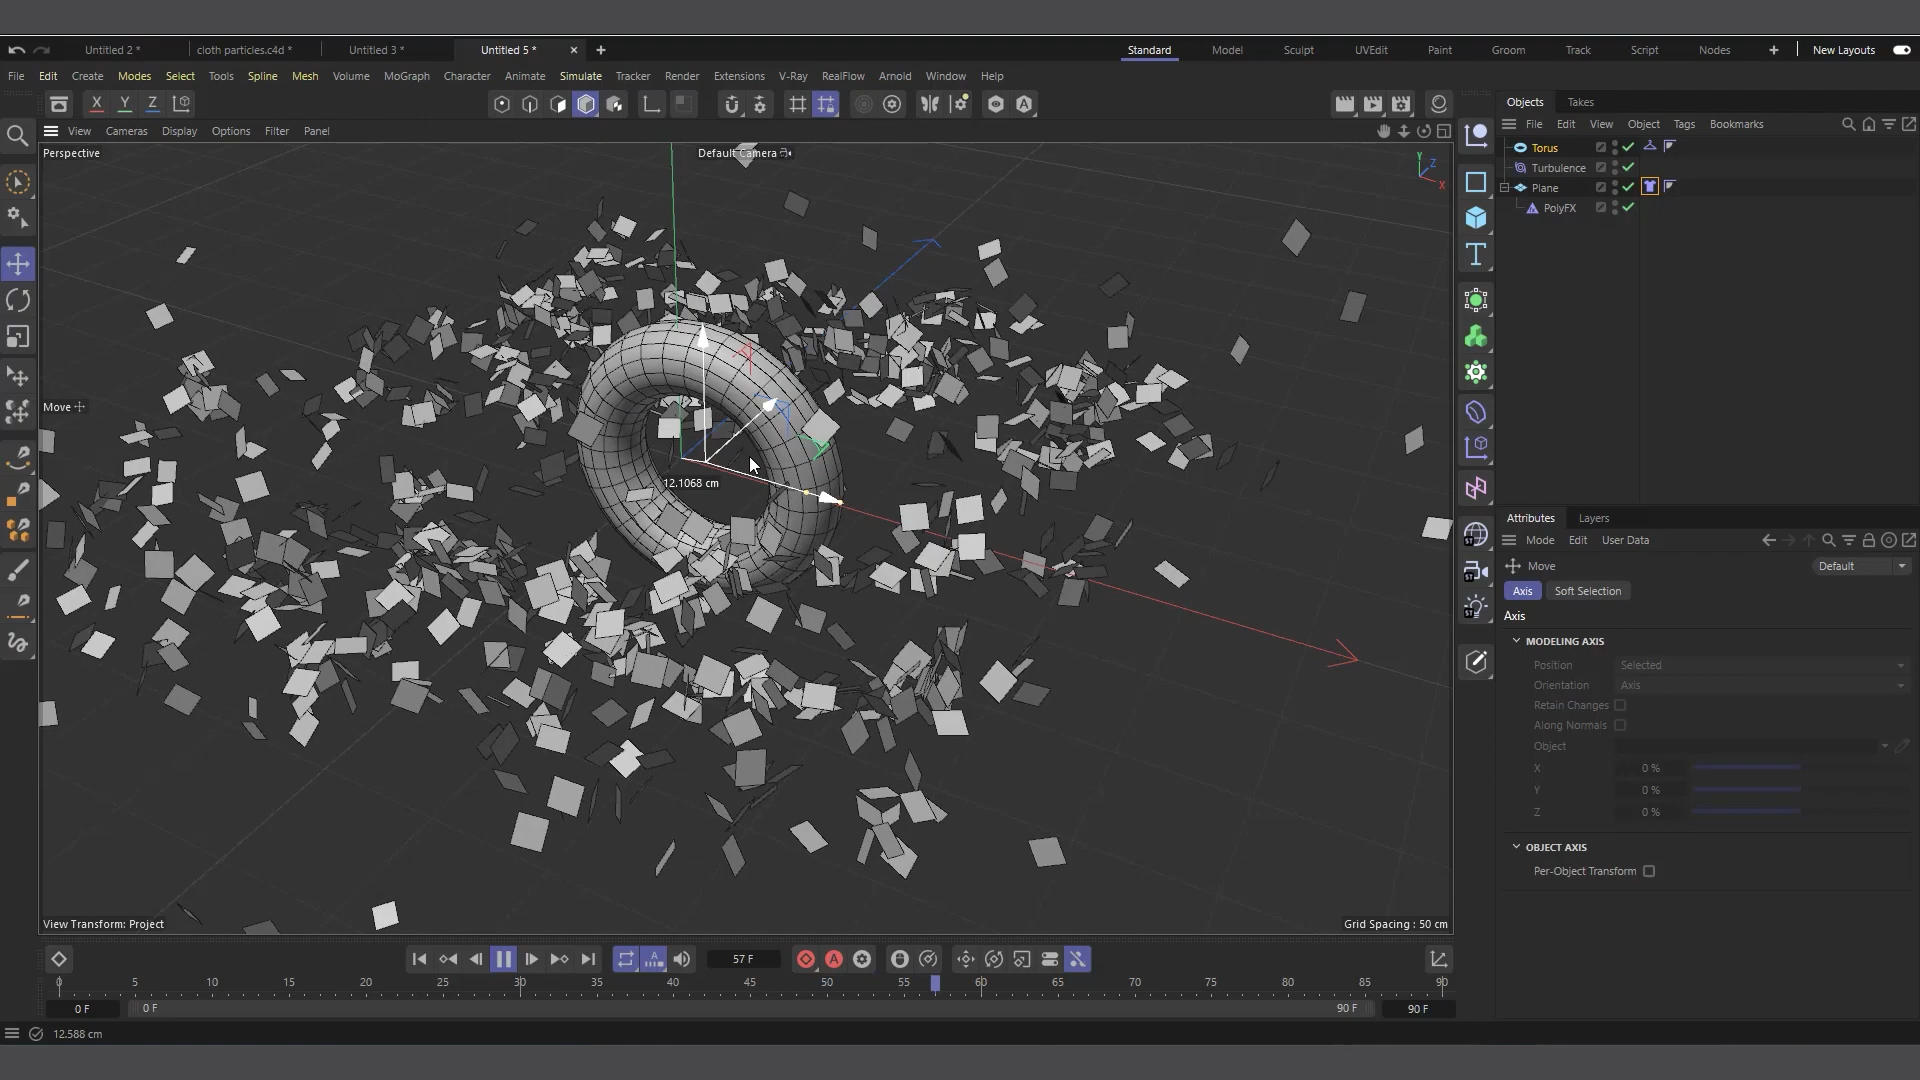 Untitled 2 * cloth particles.c4d * Untitled 3 * Untitled 5 * Standard Model Sculpt UVEdit Paint Groom Track Script Nodes New Layouts
File Edit Create Modes Select Tools Spline Mesh Volume MoGraph Character Animate Simulate Tracker Render Extensions V-Ray RealFlow Arnold Window Help
X Y Z
Objects Takes
View Cameras Display Options Filter Panel
File Edit View Object Tags Bookmarks
Perspective
Default Camera
Y Z X
Torus
Turbulence
Plane
PolyFX
Move
12.1068 cm
Attributes Layers
Mode Edit User Data
Move Default
Axis Soft Selection
Axis
MODELING AXIS
Position Selected
Orientation Axis
Retain Changes
Along Normals
Object
X 0 %
Y 0 %
Z 0 %
OBJECT AXIS
Per-Object Transform
View Transform: Project
Grid Spacing : 50 cm
57 F
0 5 10 15 20 25 30 35 40 45 50 55 60 65 70 75 80 85 90
0 F 0 F 90 F 90 F
12.588 cm